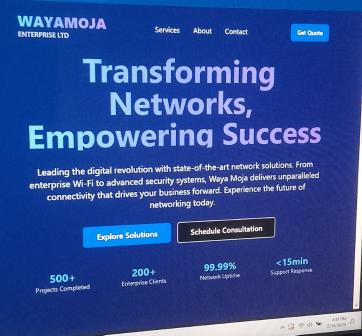 WAYAMOJA
ENTERPRISE LTD
Services About Contact
Get Quote
Transforming
Networks,
Empowering Success
Leading the digital revolution with state-of-the-art network solutions. From
enterprise Wi-Fi to advanced security systems, Waya Moja delivers unparalleled
connectivity that drives your business forward. Experience the future of
networking today.
Explore Solutions
Schedule Consultation
500+ 200+ 99.99% <15min
Projects Completed Enterprise Clients Network Uptime Support Response